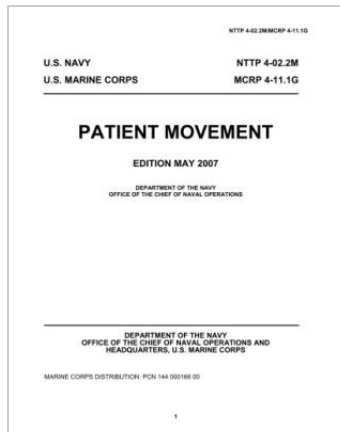 NTTP 4-02.2M/MCRP 4-11.1G
U.S. NAVY NTTP 4-02.2M
U.S. MARINE CORPS MCRP 4-11.1G
PATIENT MOVEMENT
EDITION MAY 2007
DEPARTMENT OF THE NAVY
OFFICE OF THE CHIEF OF NAVAL OPERATIONS
DEPARTMENT OF THE NAVY
OFFICE OF THE CHIEF OF NAVAL OPERATIONS AND
HEADQUARTERS, U.S. MARINE CORPS
MARINE CORPS DISTRIBUTION: PCN 144 000166 00
1